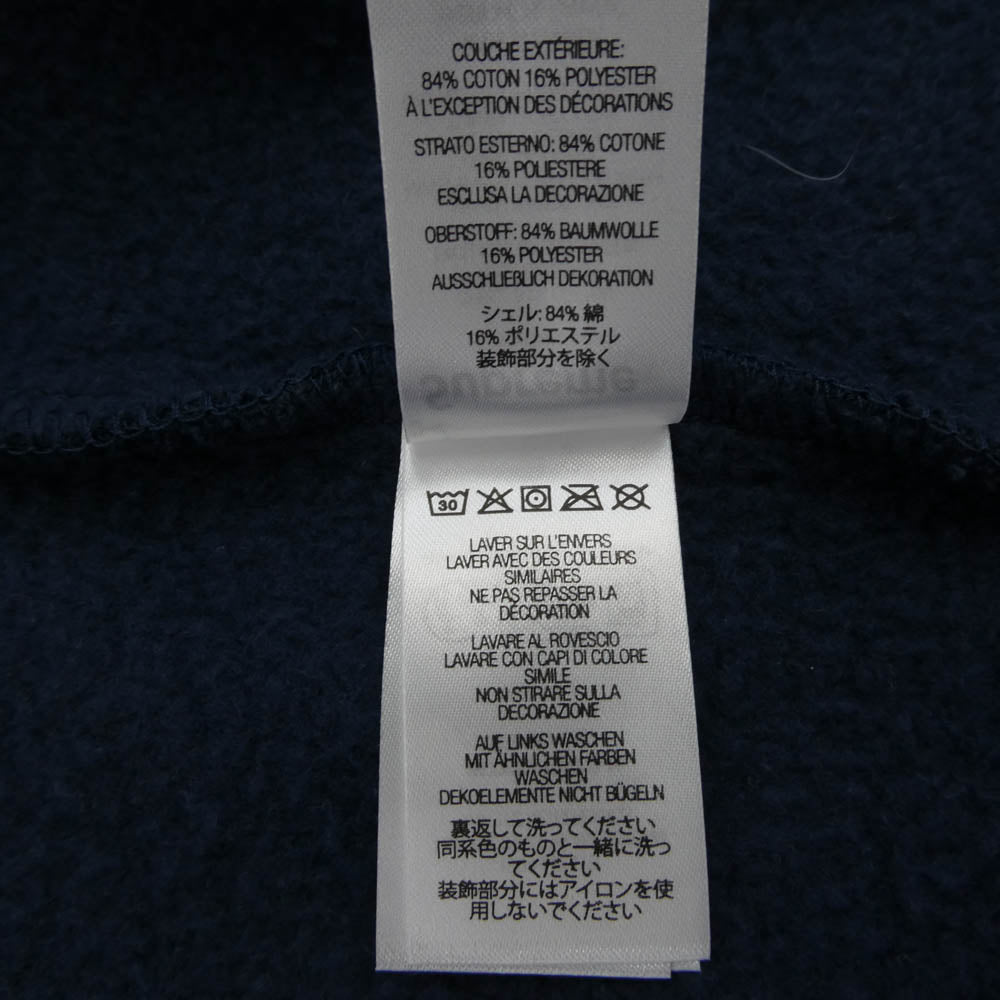 COUCHE EXTÉRIEURE:
84% COTON 16% POLYESTER
À L'EXCEPTION DES DÉCORATIONS
STRATO ESTERNO: 84% COTONE
16% POLIESTERE
ESCLUSA LA DECORAZIONE
OBERSTOFF: 84% BAUMWOLLE
16% POLYESTER
AUSSCHLIEBLICH DEKORATION
シェル: 84% 綿
16% ポリエステル
装飾部分を除く
Supreme
30
LAVER SUR L'ENVERS
LAVER AVEC DES COULEURS
SIMILAIRES
NE PAS REPASSER LA
DÉCORATION
LAVARE AL ROVESCIO
LAVARE CON CAPI DI COLORE
SIMILE
NON STIRARE SULLA
DECORAZIONE
AUF LINKS WASCHEN
MIT ÄHNLICHEN FARBEN
WASCHEN
DEKOELEMENTE NICHT BÜGELN
裏返して洗ってください
同系色のものと一緒に洗っ
てください
装飾部分にはアイロンを使
用しないでください